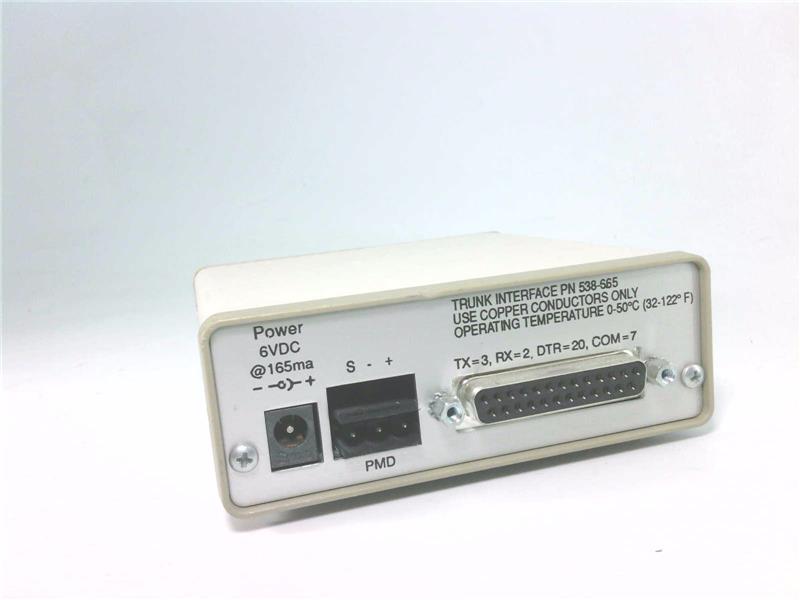 Power
6VDC
@165ma
- +
S - +
PMD
TRUNK INTERFACE PN 538-665
USE COPPER CONDUCTORS ONLY
OPERATING TEMPERATURE 0-50°C (32-122° F)
TX=3, RX=2, DTR=20, COM=7